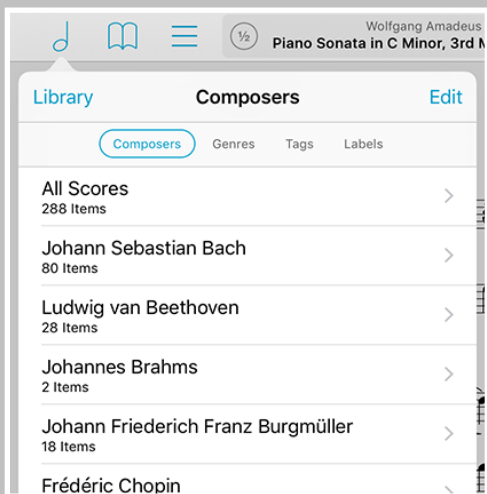 ½
Wolfgang Amadeus
Piano Sonata in C Minor, 3rd
Library
Composers
Edit
Composers
Genres
Tags
Labels
All Scores
288 Items
Johann Sebastian Bach
80 Items
Ludwig van Beethoven
28 Items
Johannes Brahms
2 Items
Johann Friederich Franz Burgmüller
18 Items
Frédéric Chopin